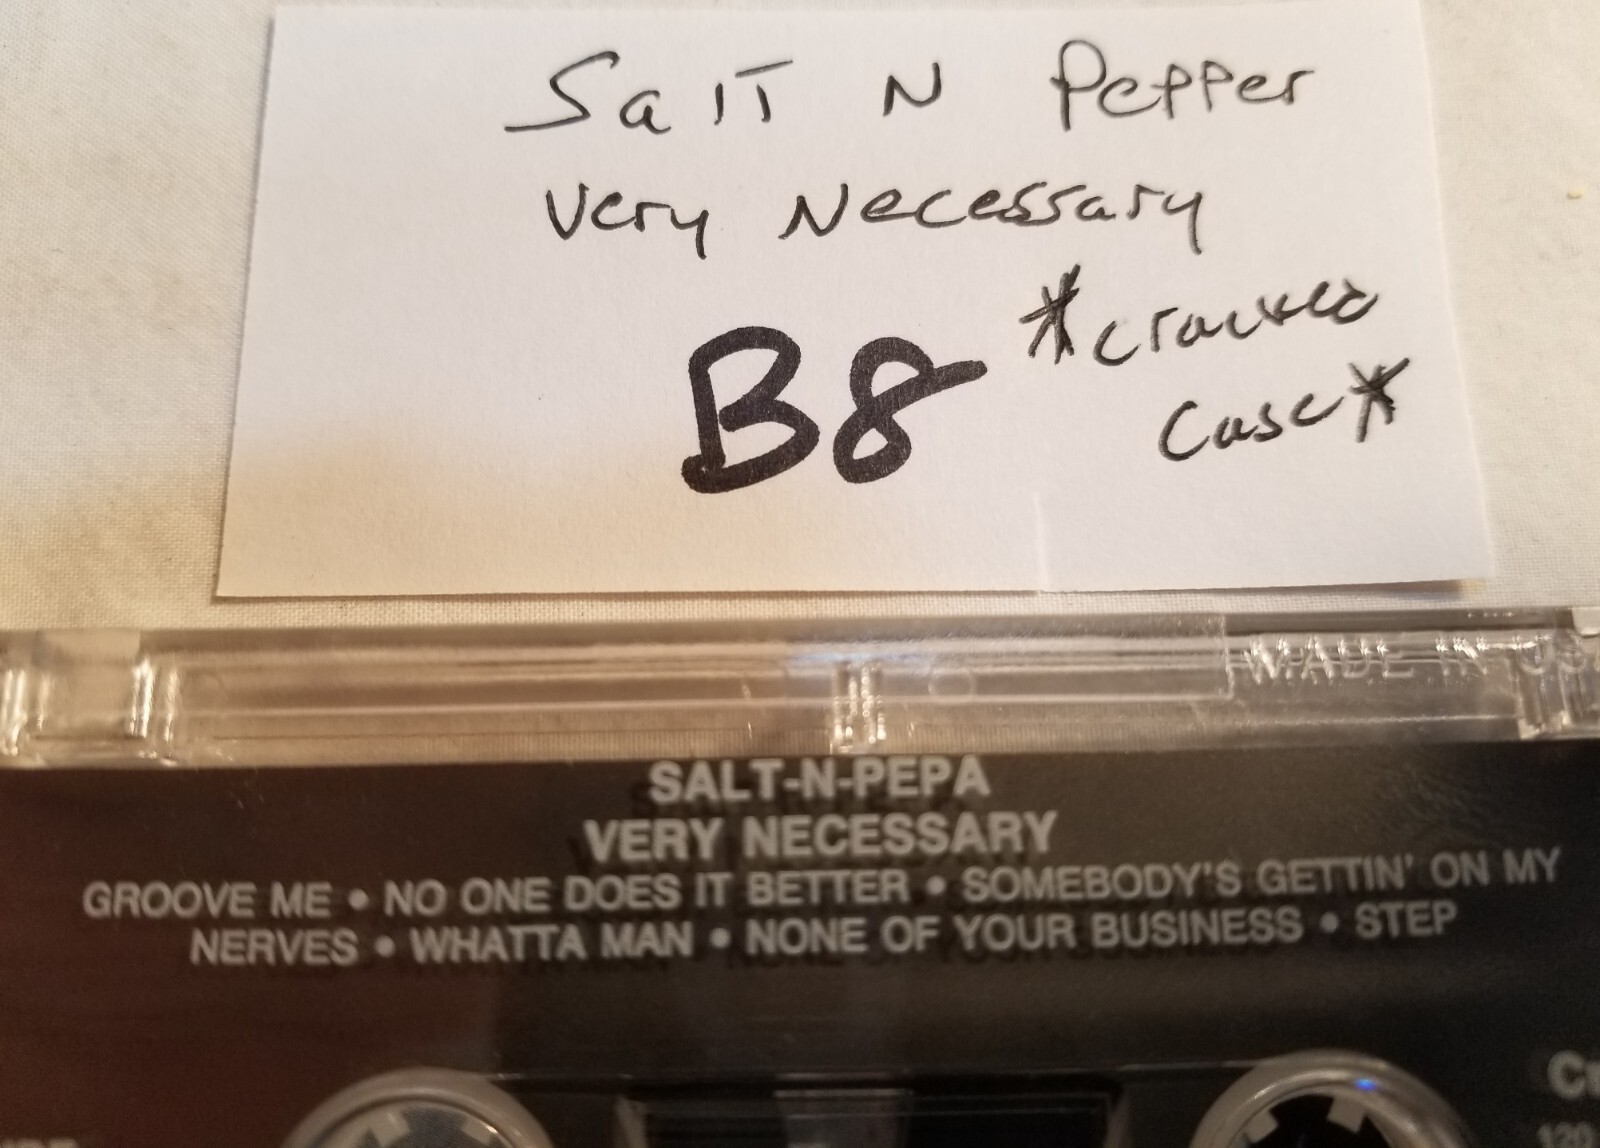 Salt N Pepper
Very Necessary
B8
*cracked
case*
MADE IN US
SALT-N-PEPA
VERY NECESSARY
GROOVE ME • NO ONE DOES IT BETTER • SOMEBODY'S GETTIN' ON MY
NERVES • WHATTA MAN • NONE OF YOUR BUSINESS • STEP